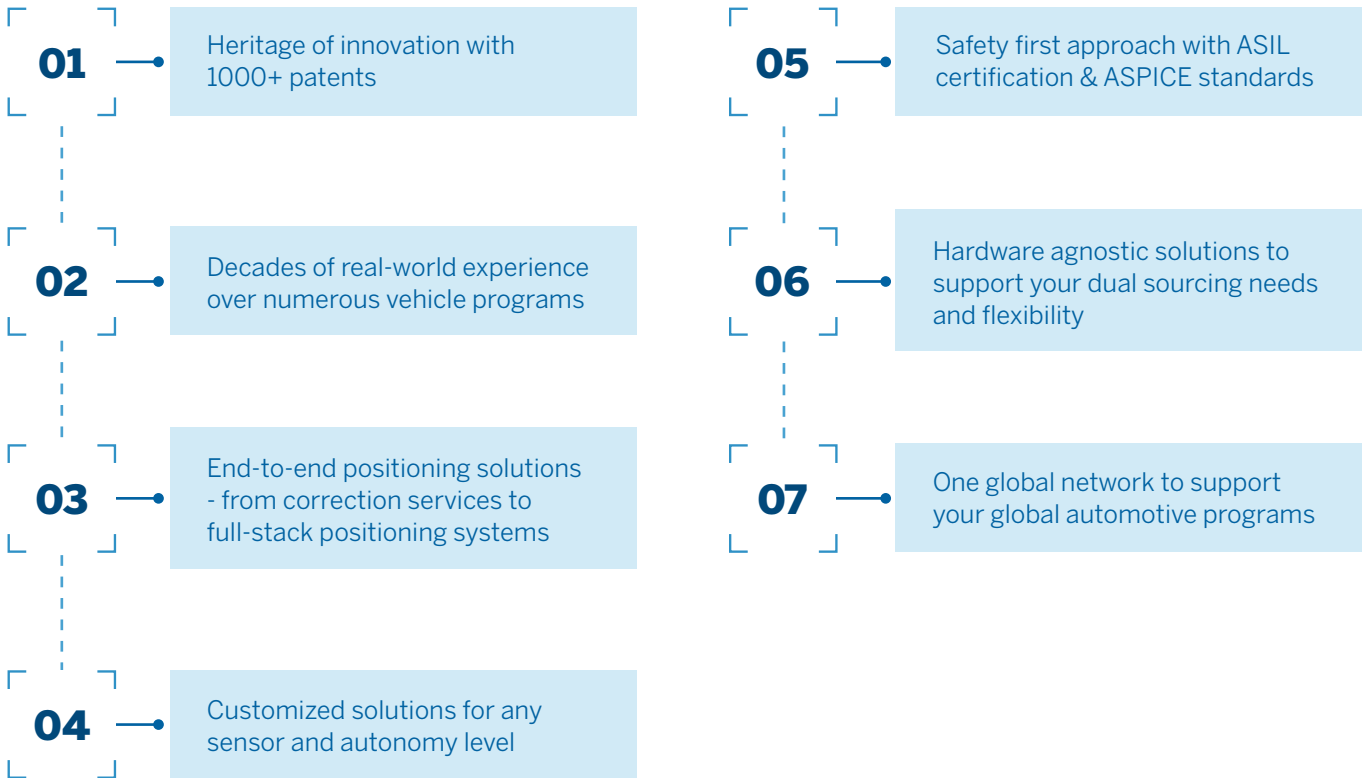 01
Heritage of innovation with
1000+ patents
02
Decades of real-world experience
over numerous vehicle programs
03
End-to-end positioning solutions
- from correction services to
full-stack positioning systems
04
Customized solutions for any
sensor and autonomy level
05
Safety first approach with ASIL
certification & ASPICE standards
06
Hardware agnostic solutions to
support your dual sourcing needs
and flexibility
07
One global network to support
your global automotive programs